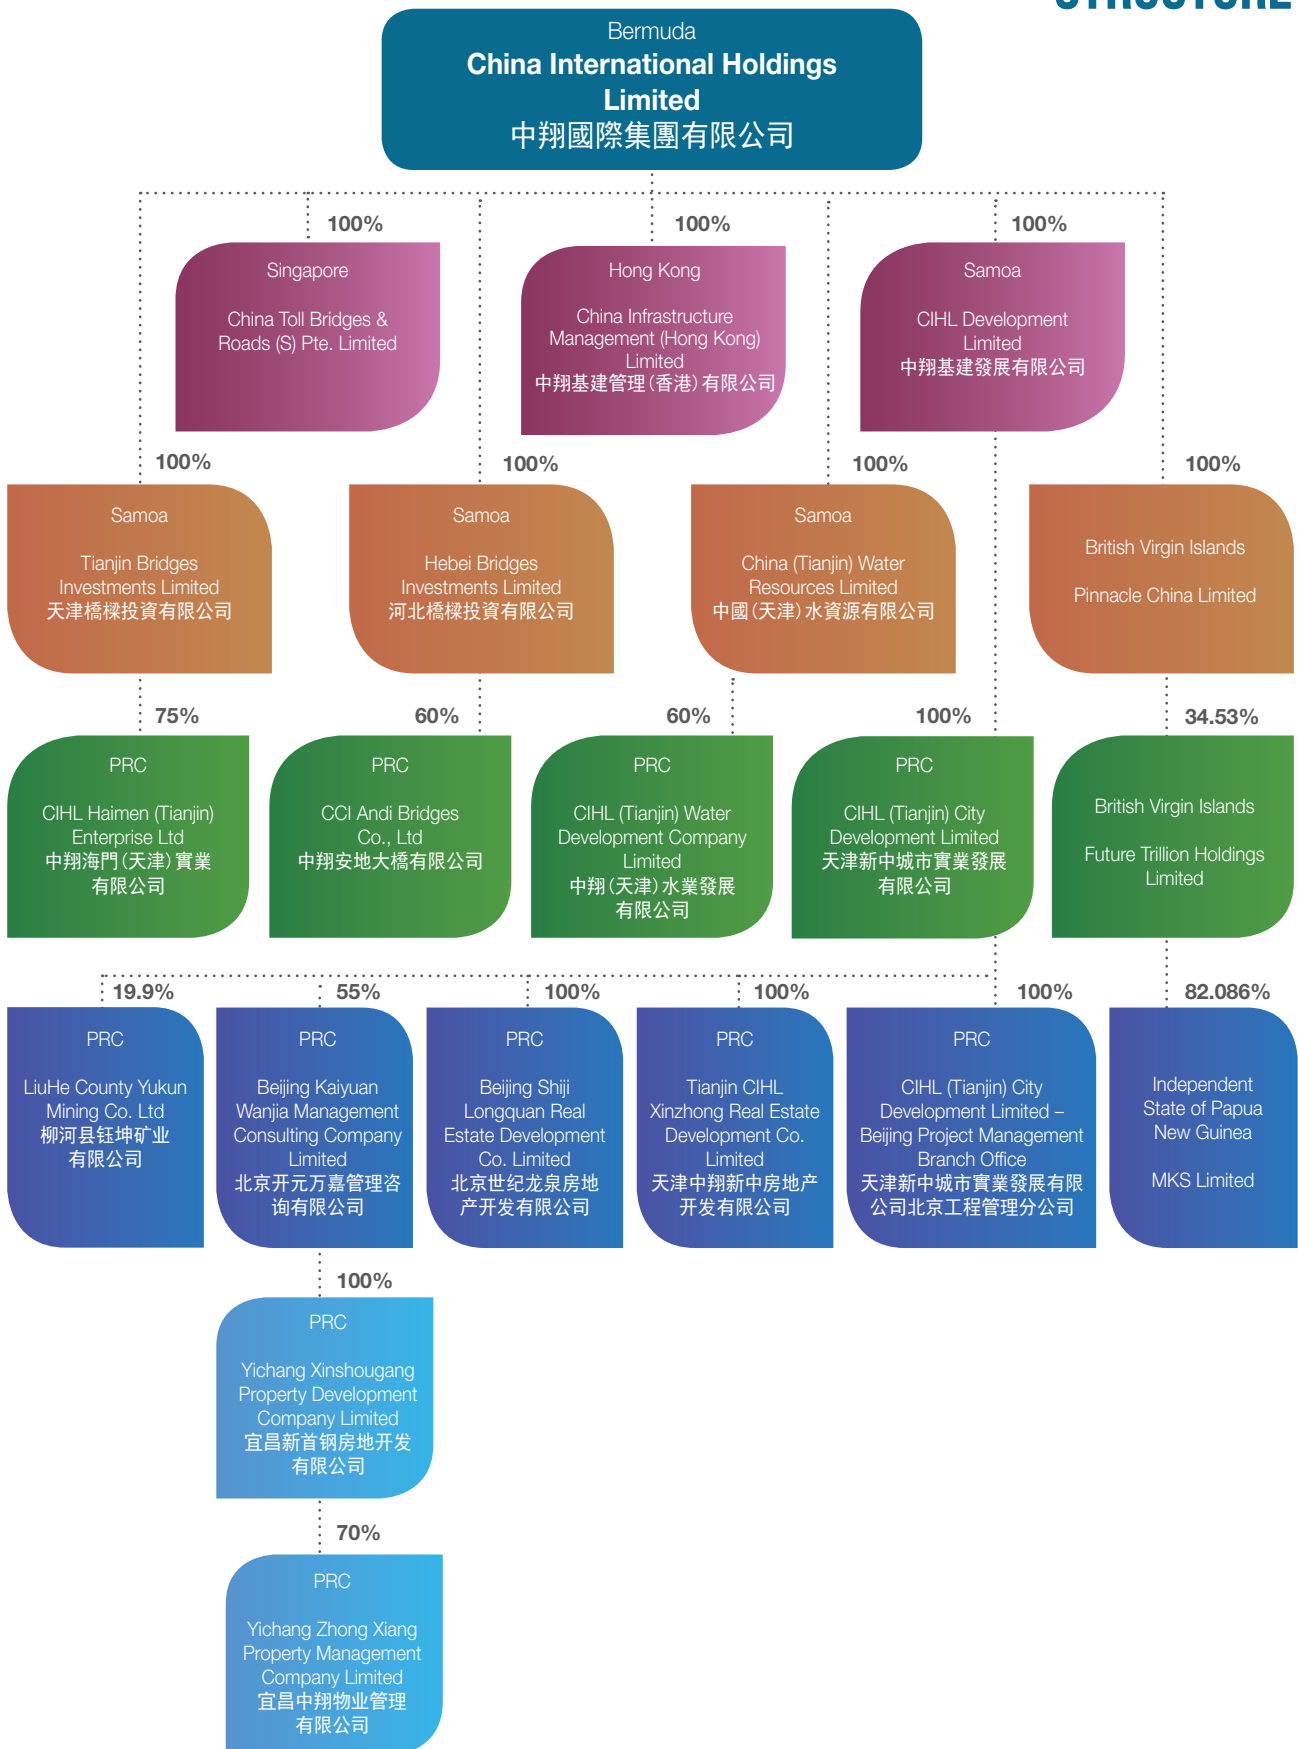 STRUCTURE
Bermuda
China International Holdings
Limited
中翔國際集團有限公司
100%
100%
100%
Singapore
China Toll Bridges &
Roads (S) Pte. Limited
Hong Kong
China Infrastructure
Management (Hong Kong)
Limited
中翔基建管理(香港)有限公司
Samoa
CIHL Development
Limited
中翔基建發展有限公司
100%
100%
100%
100%
Samoa
Tianjin Bridges
Investments Limited
天津橋樑投資有限公司
Samoa
Hebei Bridges
Investments Limited
河北橋樑投資有限公司
Samoa
China (Tianjin) Water
Resources Limited
中國(天津)水資源有限公司
British Virgin Islands
Pinnacle China Limited
75%
60%
60%
100%
34.53%
PRC
CIHL Haimen (Tianjin)
Enterprise Ltd
中翔海門(天津)實業
有限公司
PRC
CCI Andi Bridges
Co., Ltd
中翔安地大橋有限公司
PRC
CIHL (Tianjin) Water
Development Company
Limited
中翔(天津)水業發展
有限公司
PRC
CIHL (Tianjin) City
Development Limited
天津新中城市實業發展
有限公司
British Virgin Islands
Future Trillion Holdings
Limited
19.9%
55%
100%
100%
100%
82.086%
PRC
LiuHe County Yukun
Mining Co. Ltd
柳河县钰坤矿业
有限公司
PRC
Beijing Kaiyuan
Wanjia Management
Consulting Company
Limited
北京开元万嘉管理咨
询有限公司
PRC
Beijing Shiji
Longquan Real
Estate Development
Co. Limited
北京世纪龙泉房地
产开发有限公司
PRC
Tianjin CIHL
Xinzhong Real Estate
Development Co.
Limited
天津中翔新中房地产
开发有限公司
PRC
CIHL (Tianjin) City
Development Limited –
Beijing Project Management
Branch Office
天津新中城市實業發展有限
公司北京工程管理分公司
Independent
State of Papua
New Guinea
MKS Limited
100%
PRC
Yichang Xinshougang
Property Development
Company Limited
宜昌新首钢房地开发
有限公司
70%
PRC
Yichang Zhong Xiang
Property Management
Company Limited
宜昌中翔物业管理
有限公司